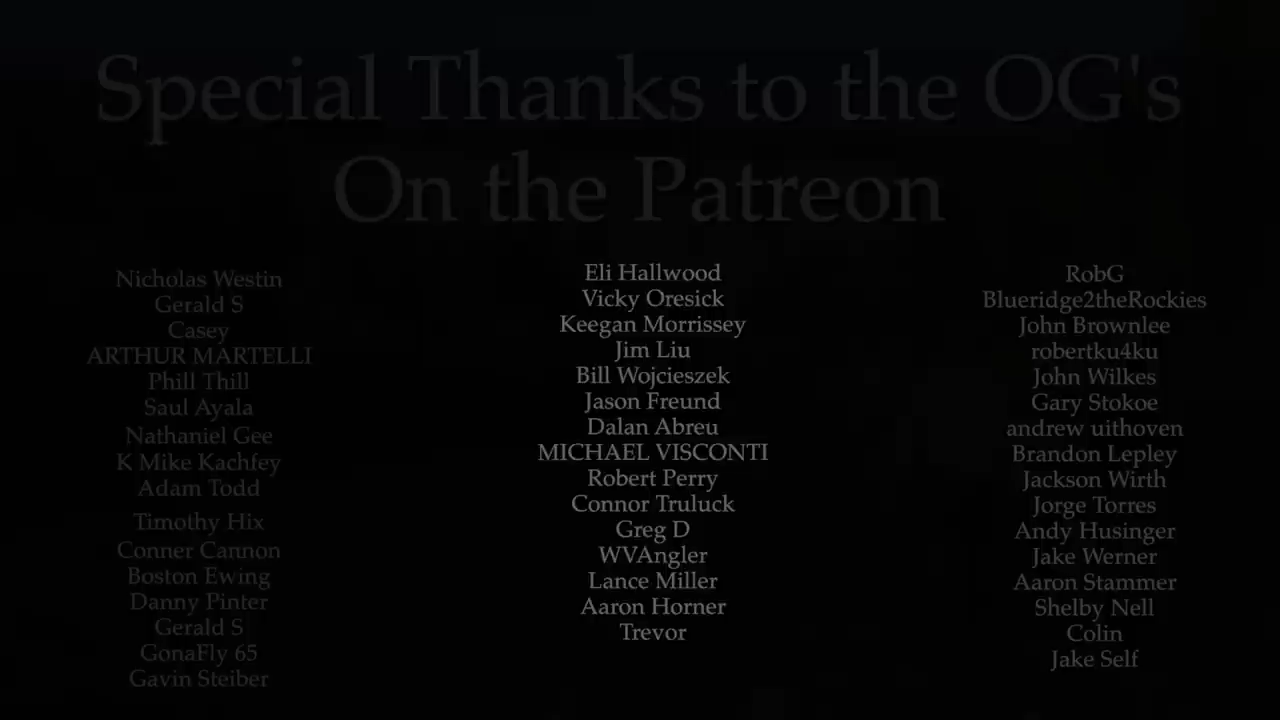 Special Thanks to the OG's
On the Patreon
Nicholas Westin
Gerald S
Casey
ARTHUR MARTELLI
Phill Thill
Saul Ayala
Nathaniel Gee
K Mike Kachfey
Adam Todd
Timothy Hix
Conner Cannon
Boston Ewing
Danny Pinter
Gerald S
GonaFly 65
Gavin Steiber
Eli Hallwood
Vicky Oresick
Keegan Morrissey
Jim Liu
Bill Wojcieszek
Jason Freund
Dalan Abreu
MICHAEL VISCONTI
Robert Perry
Connor Truluck
Greg D
WVAngler
Lance Miller
Aaron Horner
Trevor
RobG
Blueridge2theRockies
John Brownlee
robertku4ku
John Wilkes
Gary Stokoe
andrew uithoven
Brandon Lepley
Jackson Wirth
Jorge Torres
Andy Husinger
Jake Werner
Aaron Stammer
Shelby Nell
Colin
Jake Self